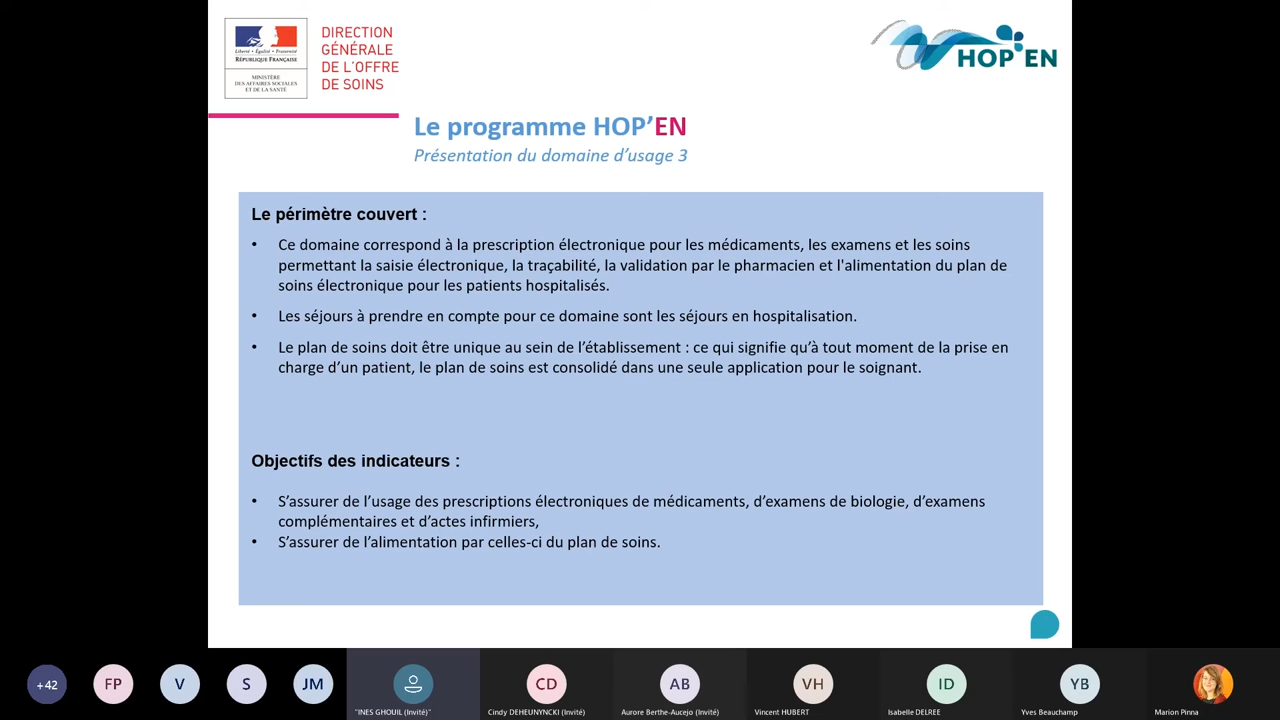 Liberté • Égalité • Fraternité
RÉPUBLIQUE FRANÇAISE
MINISTÈRE
DES AFFAIRES SOCIALES
ET DE LA SANTÉ
DIRECTION
GÉNÉRALE
DE L'OFFRE
DE SOINS
HOP'EN
Le programme HOP’EN
Présentation du domaine d’usage 3
Le périmètre couvert :
• Ce domaine correspond à la prescription électronique pour les médicaments, les examens et les soins
permettant la saisie électronique, la traçabilité, la validation par le pharmacien et l'alimentation du plan de
soins électronique pour les patients hospitalisés.
• Les séjours à prendre en compte pour ce domaine sont les séjours en hospitalisation.
• Le plan de soins doit être unique au sein de l’établissement : ce qui signifie qu’à tout moment de la prise en
charge d’un patient, le plan de soins est consolidé dans une seule application pour le soignant.
Objectifs des indicateurs :
• S’assurer de l’usage des prescriptions électroniques de médicaments, d’examens de biologie, d’examens
complémentaires et d’actes infirmiers,
• S’assurer de l’alimentation par celles-ci du plan de soins.
+42
FP
V
S
JM
CD
AB
VH
ID
YB
"INES GHOUIL (Invité)"
Cindy DEHEUNYNCKI (Invité)
Aurore Berthe-Aucejo (Invité)
Vincent HUBERT
Isabelle DELREE
Yves Beauchamp
Marion Pinna